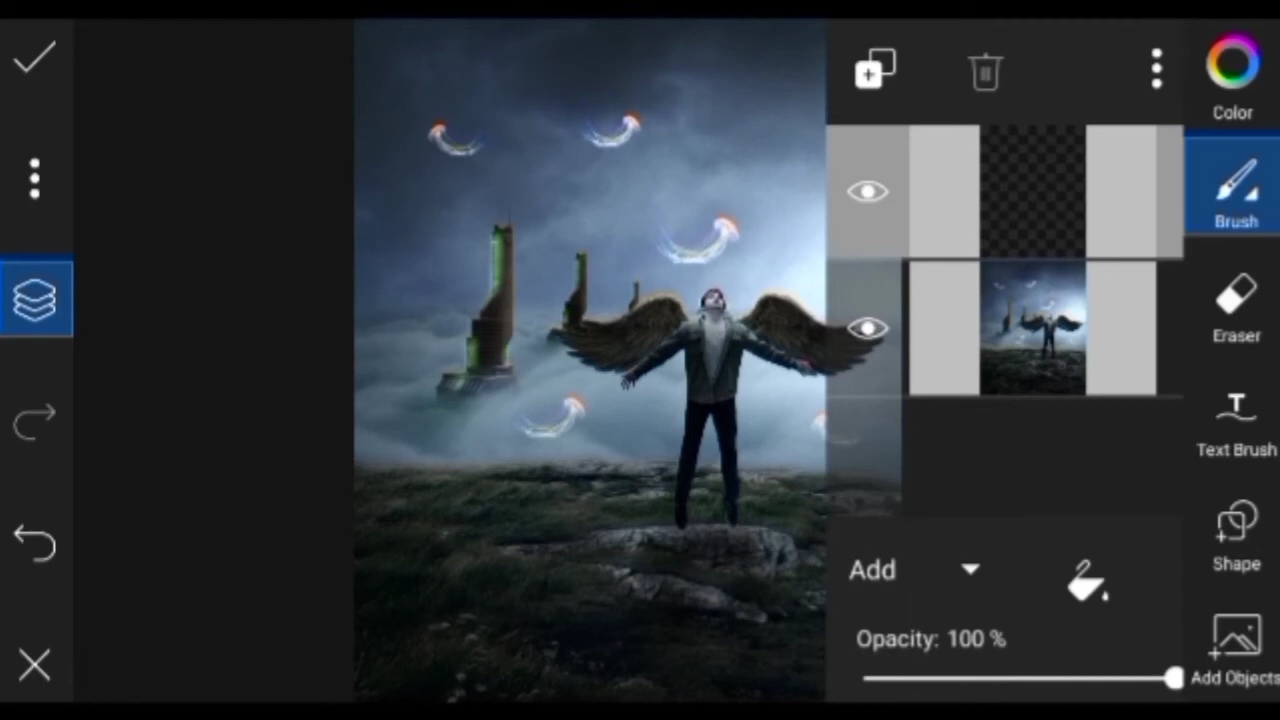 Color
Brush
Eraser
Text Brush
Shape
Add
Opacity: 100 %
Add Objects